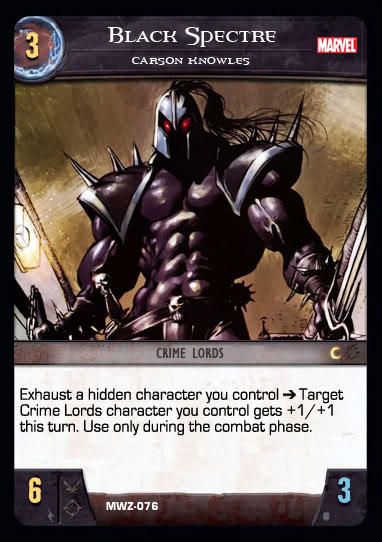 3
Black Spectre
MARVEL
Carson Knowles
CRIME LORDS
C
Exhaust a hidden character you control ➔ Target
Crime Lords character you control gets +1/+1
this turn. Use only during the combat phase.
6
MWZ-076
3